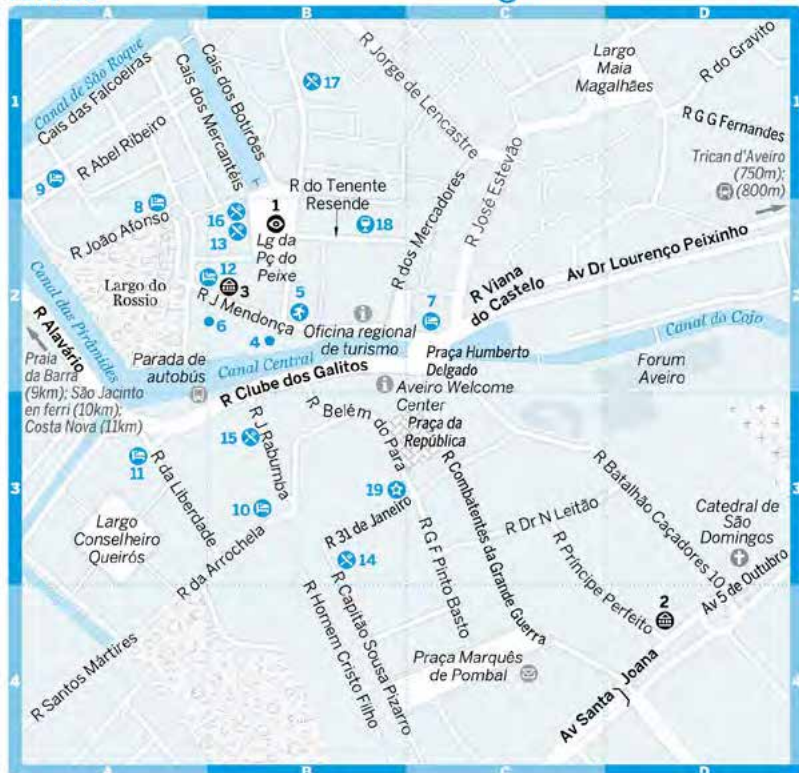 A
B
C
D
Canal de São Roque
Cais das Falcoeiras
Cais dos Botirões
Cais dos Mercantéis
R Abel Ribeiro
17
R Jorge de Lencastre
Largo
Maia
Magalhães
R do Gravito
R G G Fernandes
Trican d'Aveiro
(750m);
(800m)
1
1
9
8
16
13
1
R do Tenente
Resende
18
R dos Mercadores
R José Estevão
R João Afonso
Lg da
Pç do
Peixe
Largo do
Rossio
12
3
R J Mendonça
5
6
4
Oficina regional
de turismo
7
R Viana
do Castelo
Av Dr Lourenço Peixinho
Canal do Cojo
2
2
Canal das Pirâmides
R Alavário
Praia
da Barra
(9km); São Jacinto
en ferri (10km);
Costa Nova (11km)
Parada de
autobús
Canal Central
R Clube dos Galitos
Praça Humberto
Delgado
Forum
Aveiro
Aveiro Welcome
Center
Praça da
República
R Belém do Para
15
R J Rabumba
11
R da Liberdade
10
19
R 31 de Janeiro
14
Largo
Conselheiro
Queirós
R da Arrochela
R G F Pinto Basto
R Combatentes da Grande Guerra
R Dr N Leitão
R Batalhão Caçadores 10
R Príncipe Perfeito
Catedral de
São
Domingos
Av 5 de Outubro
2
3
3
R Santos Mártires
R Homem Cristo Filho
R Capitão Sousa Pizarro
Praça Marquês
de Pombal
Av Santa Joana
4
4
A
B
C
D